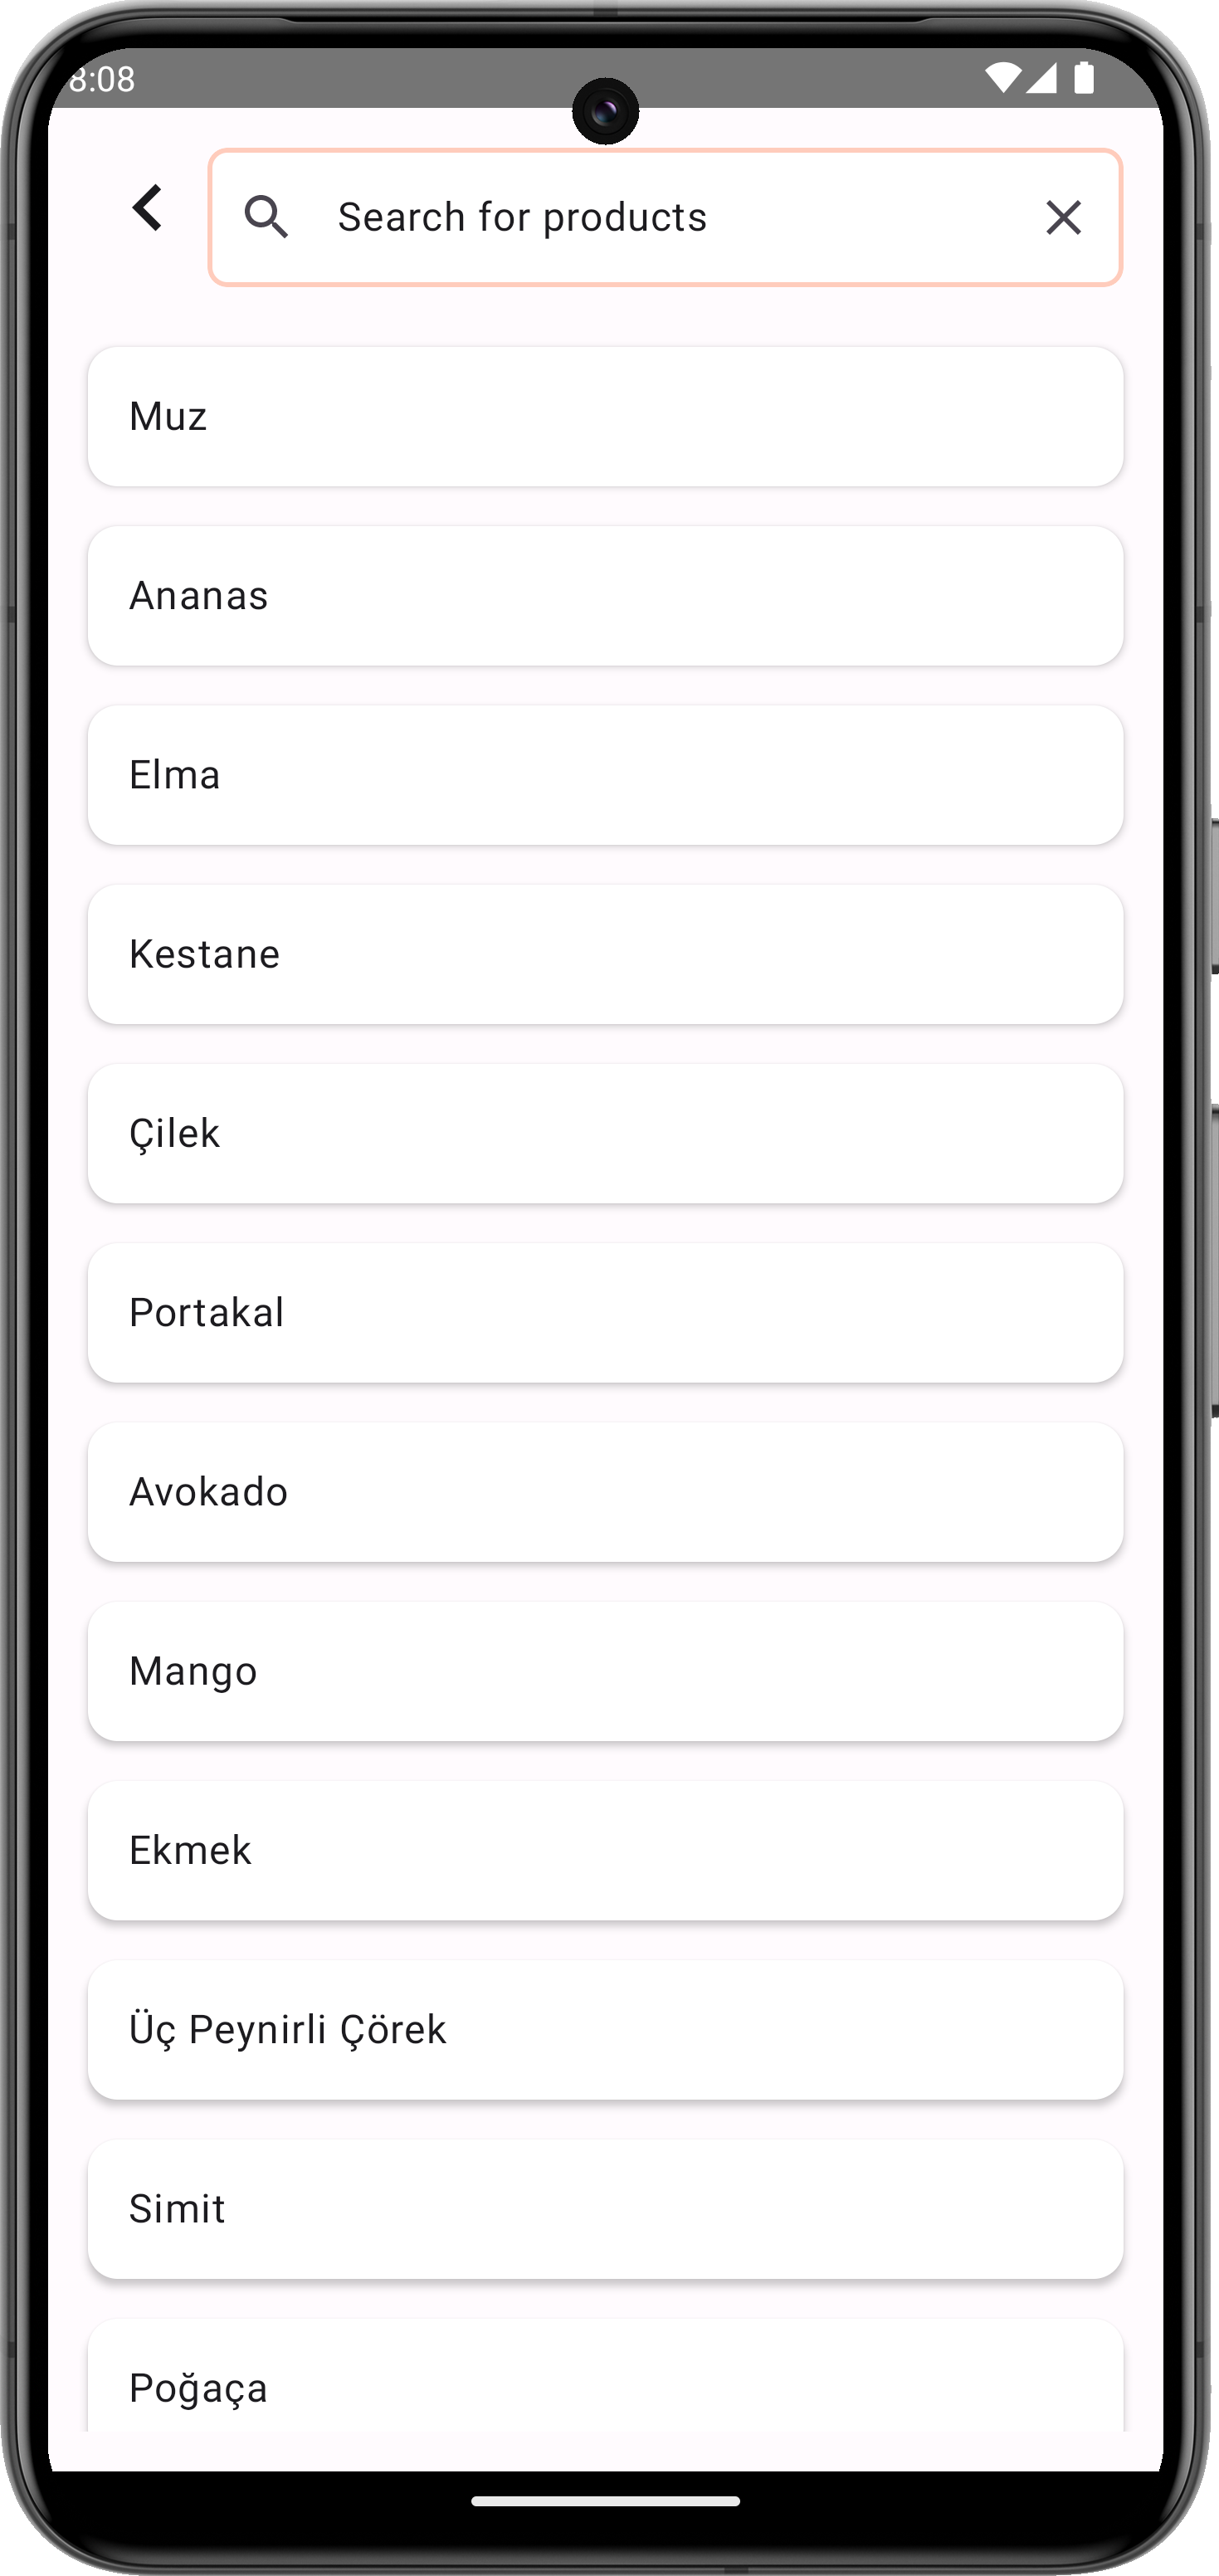 8:08
Search for products
Muz
Ananas
Elma
Kestane
Çilek
Portakal
Avokado
Mango
Ekmek
Üç Peynirli Çörek
Simit
Poğaça